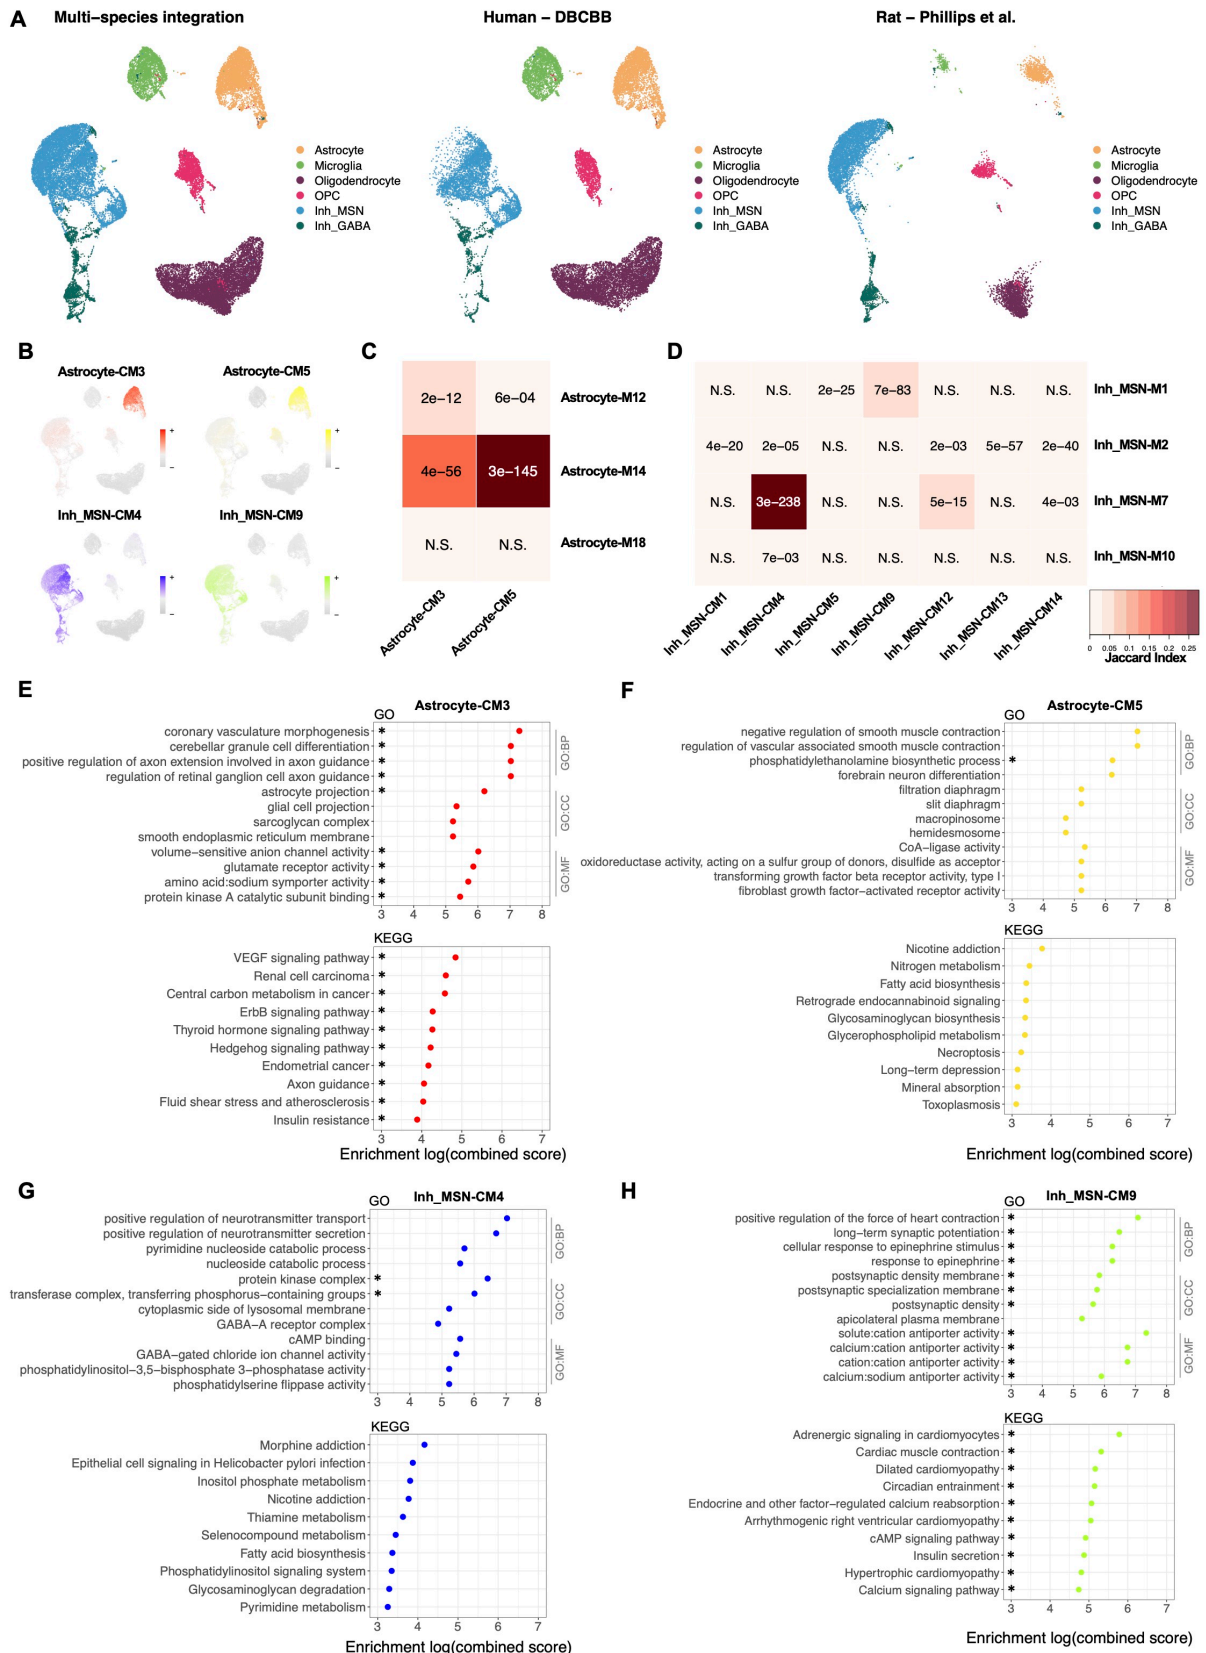 A
Multi−species integration
Human − DBCBB
Rat − Phillips et al.
Astrocyte
Microglia
Oligodendrocyte
OPC
Inh_MSN
Inh_GABA
Astrocyte
Microglia
Oligodendrocyte
OPC
Inh_MSN
Inh_GABA
Astrocyte
Microglia
Oligodendrocyte
OPC
Inh_MSN
Inh_GABA
B
Astrocyte-CM3
Astrocyte-CM5
+
−
+
−
Inh_MSN-CM4
Inh_MSN-CM9
+
−
+
−
C
2e−12 6e−04 Astrocyte-M12
4e−56 3e−145 Astrocyte-M14
N.S. N.S. Astrocyte-M18
Astrocyte-CM3
Astrocyte-CM5
D
N.S. N.S. 2e−25 7e−83 N.S. N.S. N.S. Inh_MSN-M1
4e−20 2e−05 N.S. N.S. 2e−03 5e−57 2e−40 Inh_MSN-M2
N.S. 3e−238 N.S. N.S. 5e−15 N.S. 4e−03 Inh_MSN-M7
N.S. 7e−03 N.S. N.S. N.S. N.S. N.S. Inh_MSN-M10
Inh_MSN-CM1
Inh_MSN-CM4
Inh_MSN-CM5
Inh_MSN-CM9
Inh_MSN-CM12
Inh_MSN-CM13
Inh_MSN-CM14
0 0.05 0.1 0.15 0.2 0.25
Jaccard Index
E
Astrocyte-CM3
GO
coronary vasculature morphogenesis *
cerebellar granule cell differentiation *
positive regulation of axon extension involved in axon guidance *
regulation of retinal ganglion cell axon guidance *
astrocyte projection *
glial cell projection
sarcoglycan complex
smooth endoplasmic reticulum membrane
volume−sensitive anion channel activity *
glutamate receptor activity *
amino acid:sodium symporter activity *
protein kinase A catalytic subunit binding *
GO:BP
GO:CC
GO:MF
3 4 5 6 7 8
KEGG
VEGF signaling pathway *
Renal cell carcinoma *
Central carbon metabolism in cancer *
ErbB signaling pathway *
Thyroid hormone signaling pathway *
Hedgehog signaling pathway *
Endometrial cancer *
Axon guidance *
Fluid shear stress and atherosclerosis *
Insulin resistance *
3 4 5 6 7
Enrichment log(combined score)
F
Astrocyte-CM5
GO
negative regulation of smooth muscle contraction
regulation of vascular associated smooth muscle contraction
phosphatidylethanolamine biosynthetic process *
forebrain neuron differentiation
filtration diaphragm
slit diaphragm
macropinosome
hemidesmosome
CoA−ligase activity
oxidoreductase activity, acting on a sulfur group of donors, disulfide as acceptor
transforming growth factor beta receptor activity, type I
fibroblast growth factor−activated receptor activity
GO:BP
GO:CC
GO:MF
3 4 5 6 7 8
KEGG
Nicotine addiction
Nitrogen metabolism
Fatty acid biosynthesis
Retrograde endocannabinoid signaling
Glycosaminoglycan biosynthesis
Glycerophospholipid metabolism
Necroptosis
Long−term depression
Mineral absorption
Toxoplasmosis
3 4 5 6 7
Enrichment log(combined score)
G
Inh_MSN-CM4
GO
positive regulation of neurotransmitter transport
positive regulation of neurotransmitter secretion
pyrimidine nucleoside catabolic process
nucleoside catabolic process
protein kinase complex *
transferase complex, transferring phosphorus−containing groups *
cytoplasmic side of lysosomal membrane
GABA−A receptor complex
cAMP binding
GABA−gated chloride ion channel activity
phosphatidylinositol−3,5−bisphosphate 3−phosphatase activity
phosphatidylserine flippase activity
GO:BP
GO:CC
GO:MF
3 4 5 6 7 8
KEGG
Morphine addiction
Epithelial cell signaling in Helicobacter pylori infection
Inositol phosphate metabolism
Nicotine addiction
Thiamine metabolism
Selenocompound metabolism
Fatty acid biosynthesis
Phosphatidylinositol signaling system
Glycosaminoglycan degradation
Pyrimidine metabolism
3 4 5 6 7
Enrichment log(combined score)
H
Inh_MSN-CM9
GO
positive regulation of the force of heart contraction *
long−term synaptic potentiation *
cellular response to epinephrine stimulus *
response to epinephrine *
postsynaptic density membrane *
postsynaptic specialization membrane *
postsynaptic density *
apicolateral plasma membrane
solute:cation antiporter activity *
calcium:cation antiporter activity *
cation:cation antiporter activity *
calcium:sodium antiporter activity *
GO:BP
GO:CC
GO:MF
3 4 5 6 7 8
KEGG
Adrenergic signaling in cardiomyocytes *
Cardiac muscle contraction *
Dilated cardiomyopathy *
Circadian entrainment *
Endocrine and other factor−regulated calcium reabsorption *
Arrhythmogenic right ventricular cardiomyopathy *
cAMP signaling pathway *
Insulin secretion *
Hypertrophic cardiomyopathy *
Calcium signaling pathway *
3 4 5 6 7
Enrichment log(combined score)